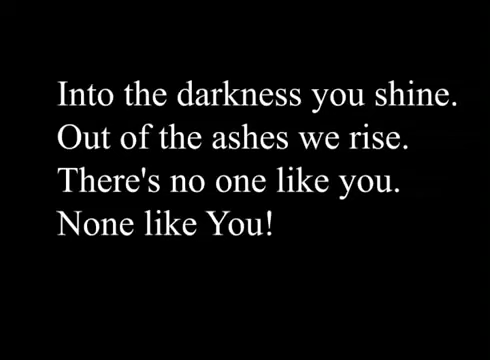 Into the darkness you shine.
Out of the ashes we rise.
There's no one like you.
None like You!